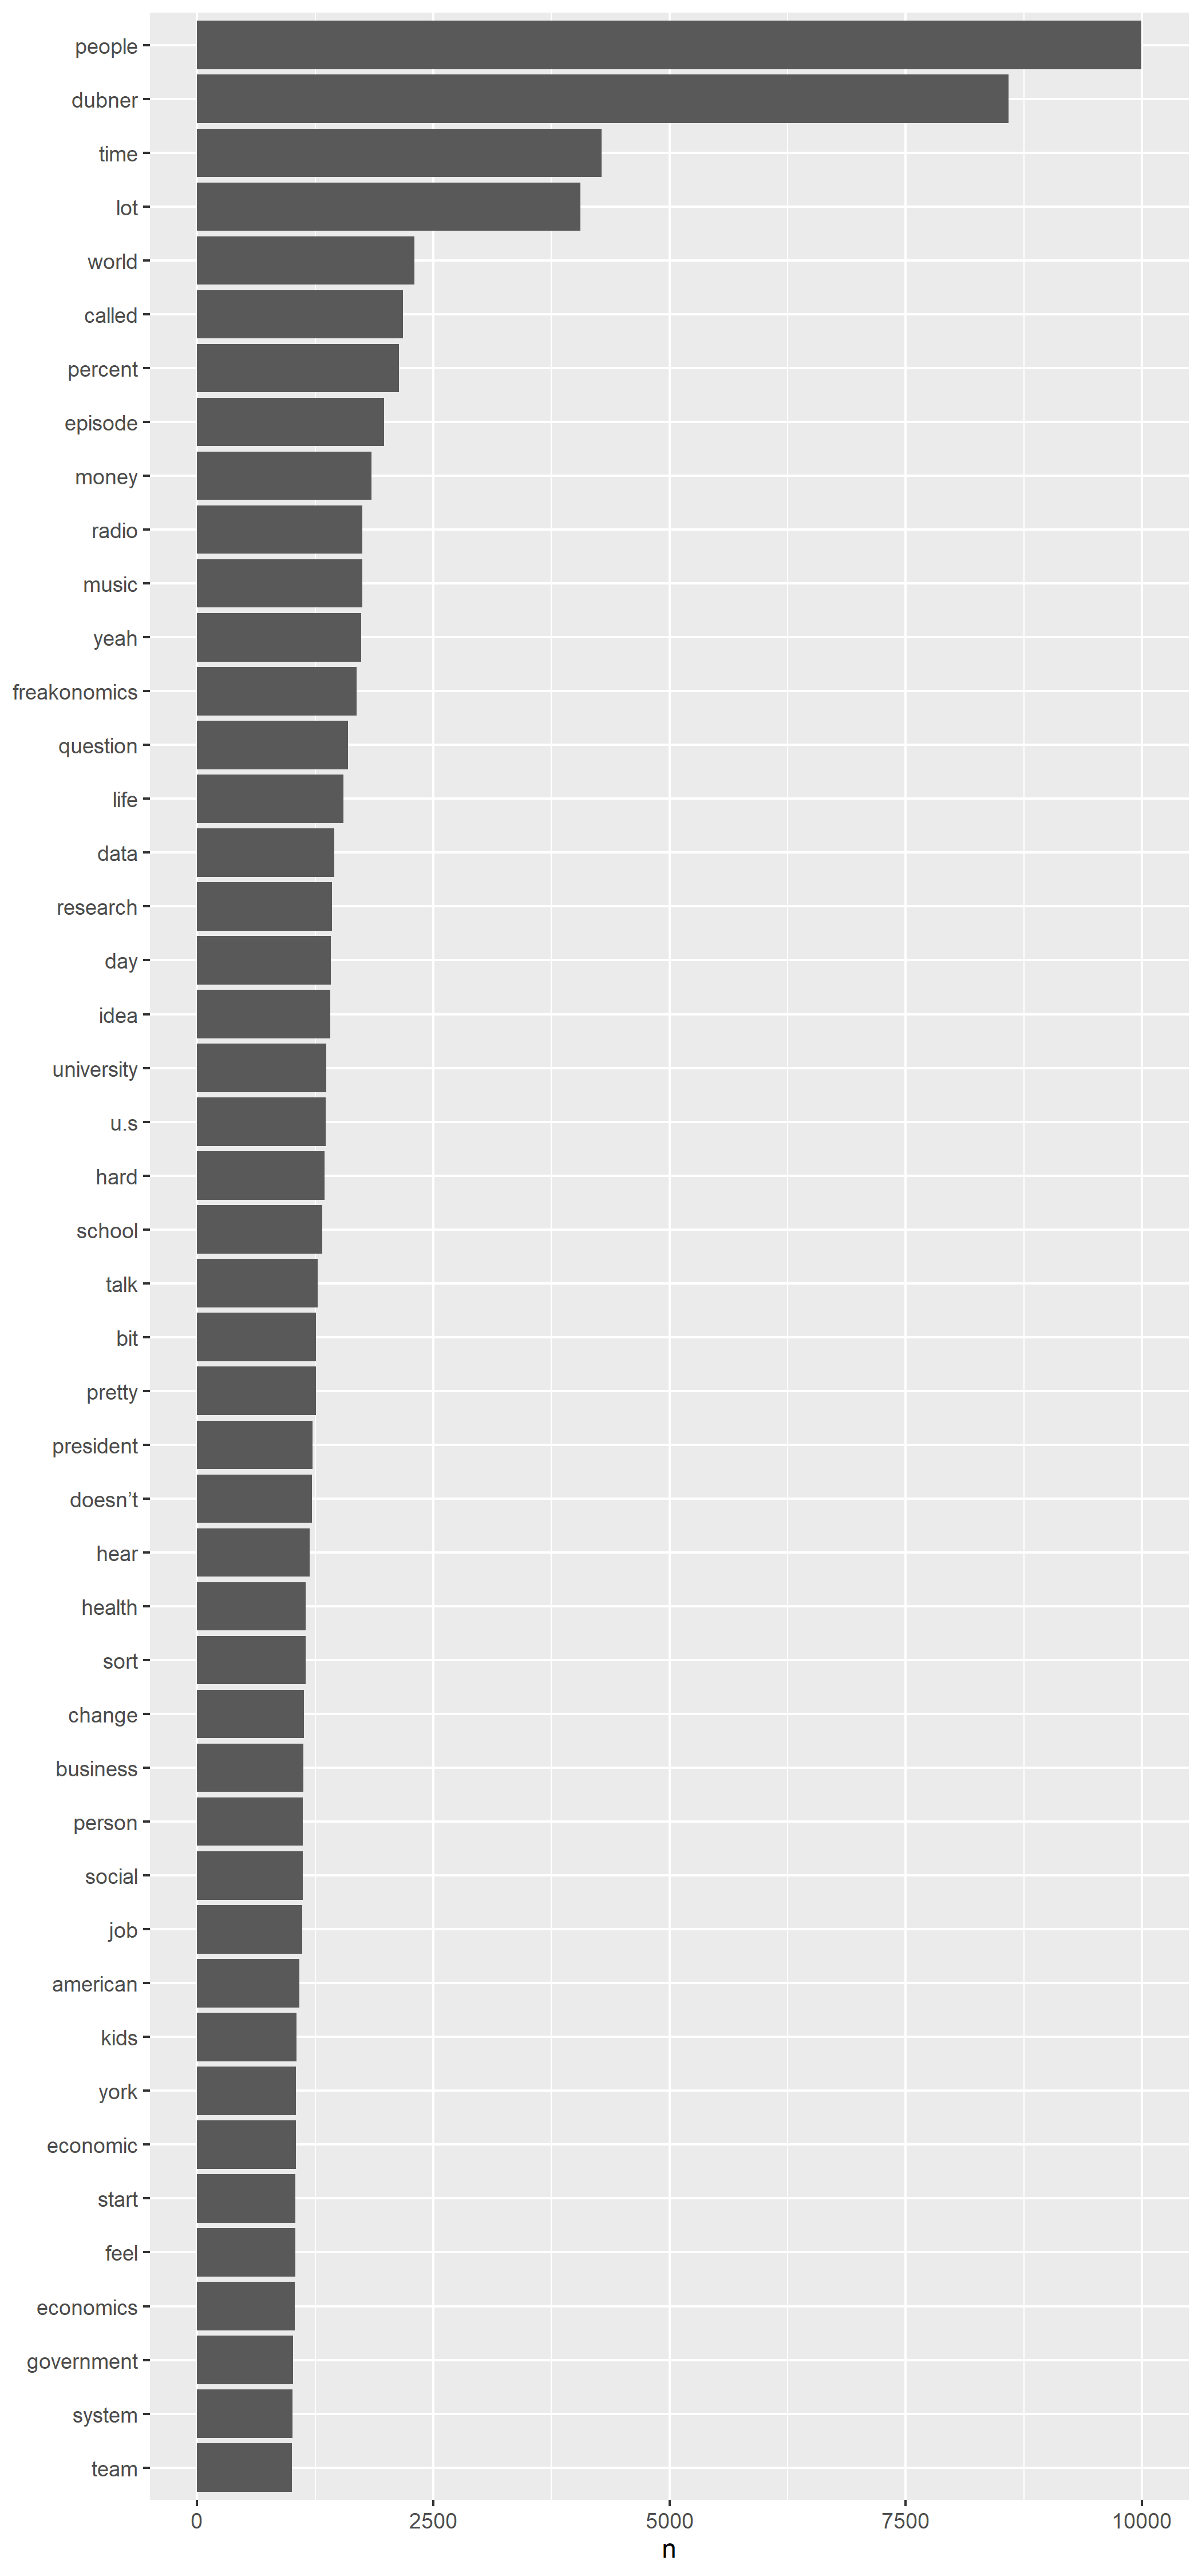 people
dubner
time
lot
world
called
percent
episode
money
radio
music
yeah
freakonomics
question
life
data
research
day
idea
university
u.s
hard
school
talk
bit
pretty
president
doesn’t
hear
health
sort
change
business
person
social
job
american
kids
york
economic
start
feel
economics
government
system
team
0 2500 5000 7500 10000
n